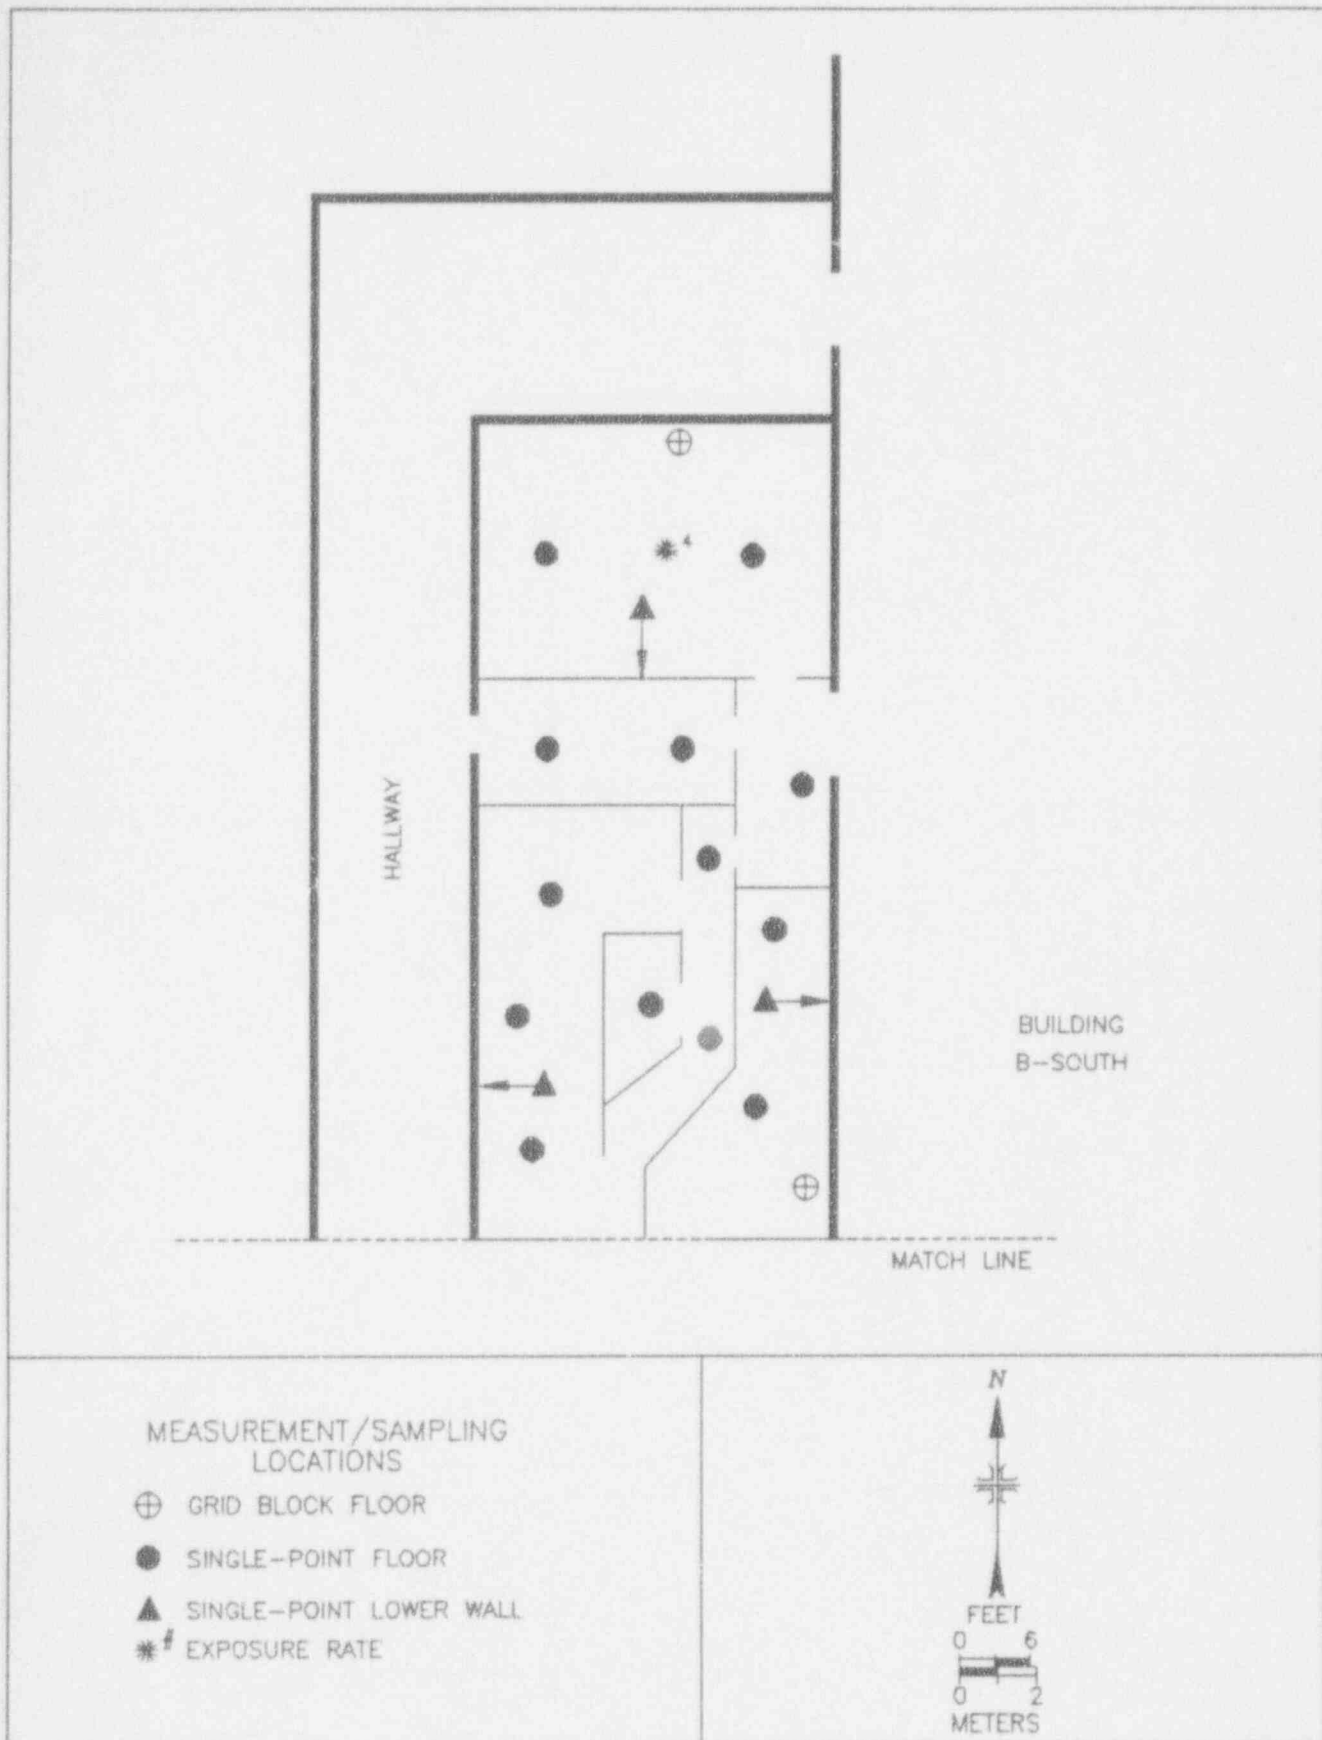 4
HALLWAY
BUILDING
B-SOUTH
MATCH LINE
MEASUREMENT/SAMPLING
LOCATIONS
GRID BLOCK FLOOR
SINGLE-POINT FLOOR
SINGLE-POINT LOWER WALL
# EXPOSURE RATE
N
FEET
0 6
0 2
METERS